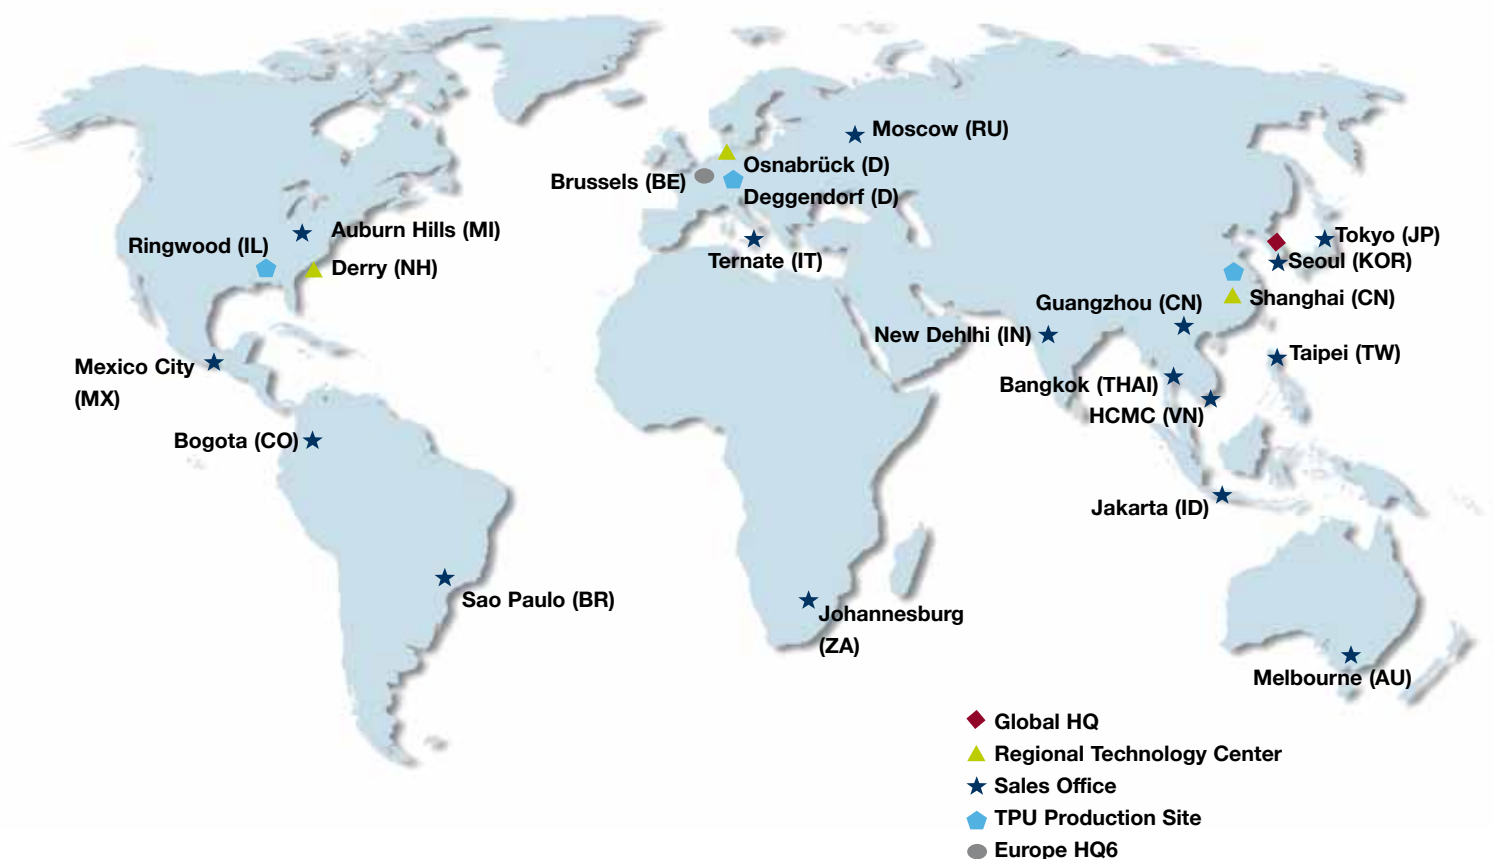 Moscow (RU)
Osnabrück (D)
Brussels (BE)
Deggendorf (D)
Auburn Hills (MI)
Ringwood (IL)
Derry (NH)
Ternate (IT)
Tokyo (JP)
Seoul (KOR)
Shanghai (CN)
Guangzhou (CN)
New Dehlhi (IN)
Taipei (TW)
Mexico City
(MX)
Bangkok (THAI)
HCMC (VN)
Bogota (CO)
Jakarta (ID)
Sao Paulo (BR)
Johannesburg
(ZA)
Melbourne (AU)
Global HQ
Regional Technology Center
Sales Office
TPU Production Site
Europe HQ6